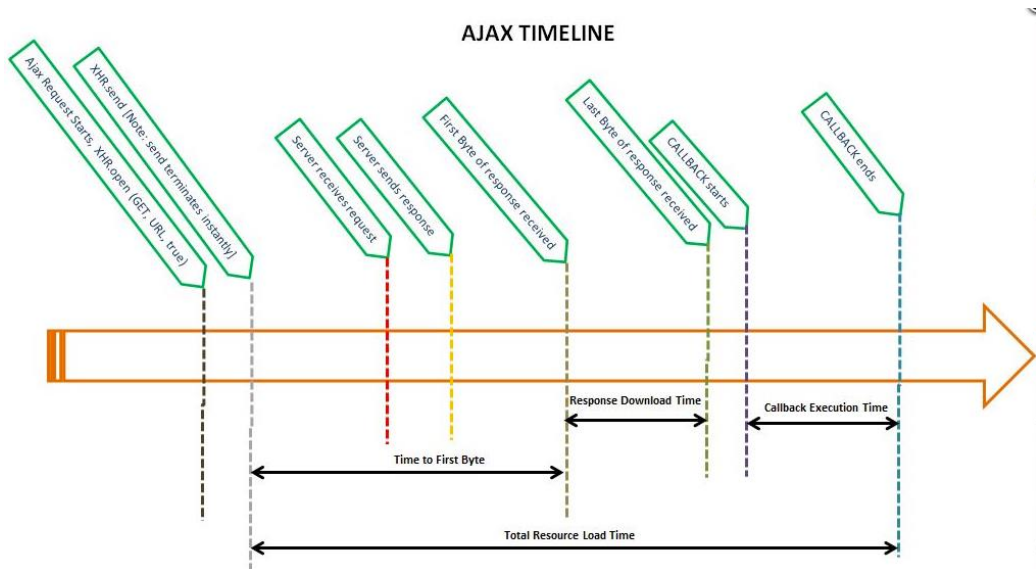 AJAX TIMELINE
Ajax Request Starts, XHR.open (GET, URL, true)
XHR.send [Note: send terminates instantly]
Server receives request
Server sends response
First Byte of response received
Last Byte of response received
CALLBACK starts
CALLBACK ends
Response Download Time
Callback Execution Time
Time to First Byte
Total Resource Load Time